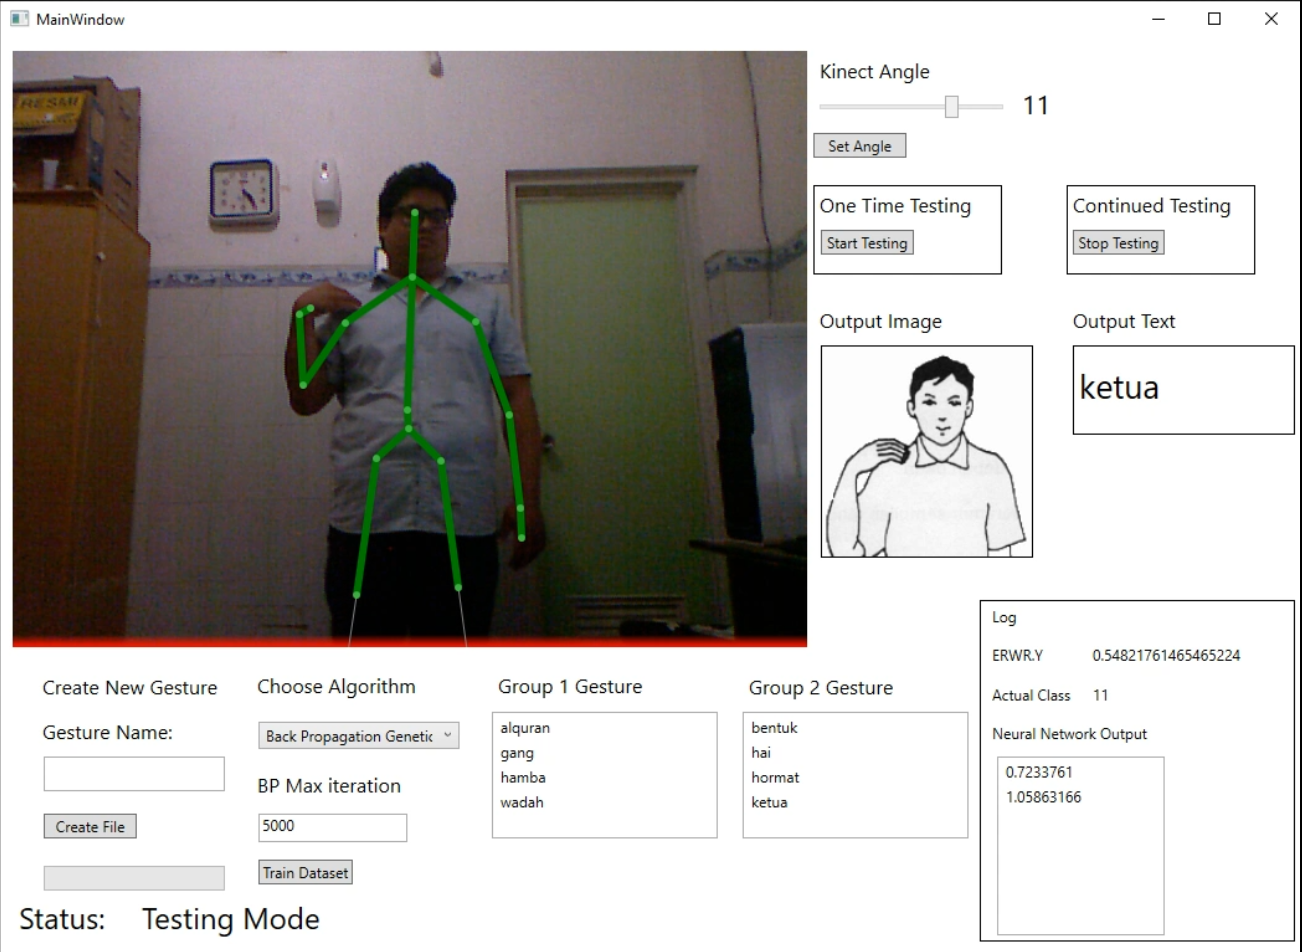 MainWindow
RESMI
Kinect Angle
11
Set Angle
One Time Testing
Start Testing
Continued Testing
Stop Testing
Output Image
Output Text
ketua
Create New Gesture
Gesture Name:
Create File
Choose Algorithm
Back Propagation Genetic
BP Max iteration
5000
Train Dataset
Group 1 Gesture
alquran
gang
hamba
wadah
Group 2 Gesture
bentuk
hai
hormat
ketua
Log
ERWR.Y 0.54821761465465224
Actual Class 11
Neural Network Output
0.7233761
1.05863166
Status: Testing Mode